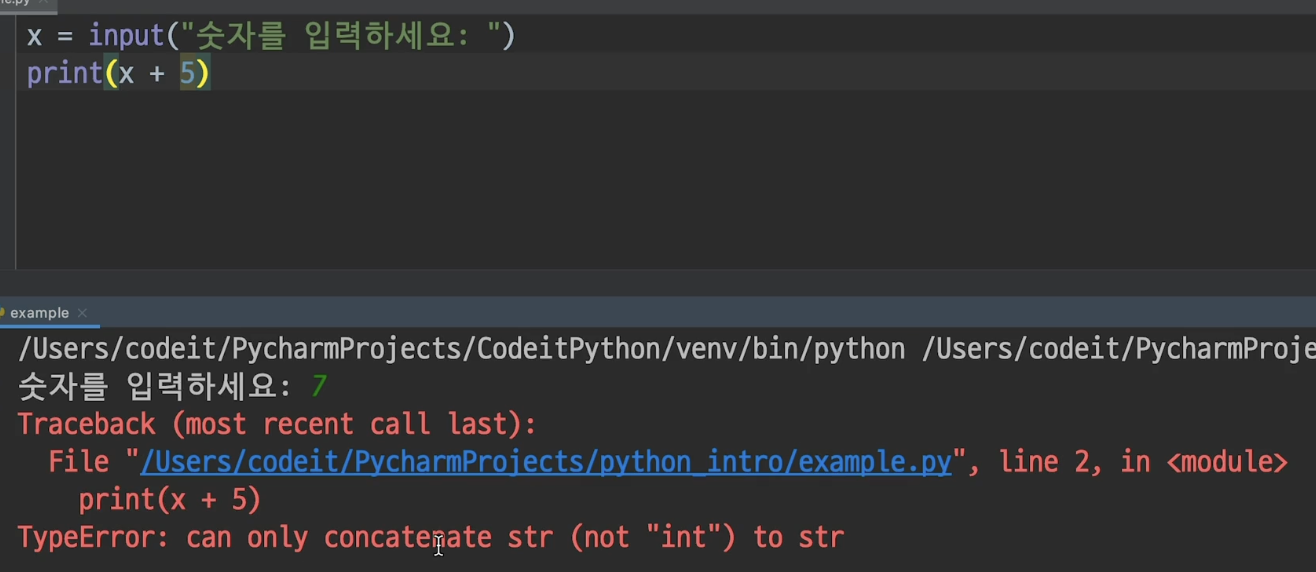 x = input("숫자를 입력하세요: ")
print(x + 5)
example
/Users/codeit/PycharmProjects/CodeitPython/venv/bin/python /Users/codeit/PycharmProje
숫자를 입력하세요: 7
Traceback (most recent call last):
File "/Users/codeit/PycharmProjects/python_intro/example.py", line 2, in <module>
print(x + 5)
TypeError: can only concatenate str (not "int") to str